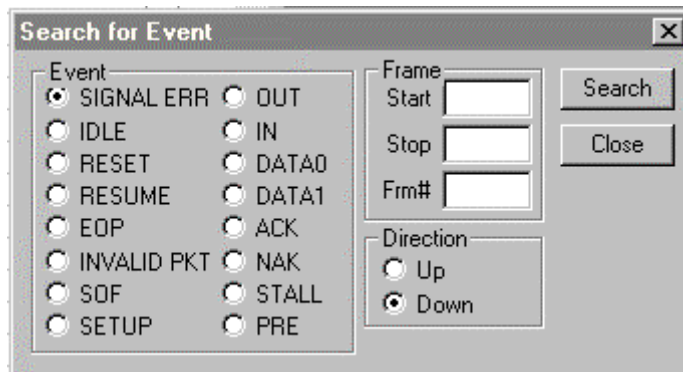 Search for Event
Event
SIGNAL ERR OUT
IDLE IN
RESET DATA0
RESUME DATA1
EOP ACK
INVALID PKT NAK
SOF STALL
SETUP PRE
Frame
Start
Stop
Frm#
Direction
Up
Down
Search
Close